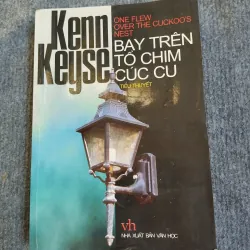 Kenn
Keyse
ONE FLEW
OVER THE CUCKOO'S
NEST
BAY TRÊN
TỔ CHIM
CÚC CU
TIỂU THUYẾT
vh
NHÀ XUẤT BẢN VĂN HỌC